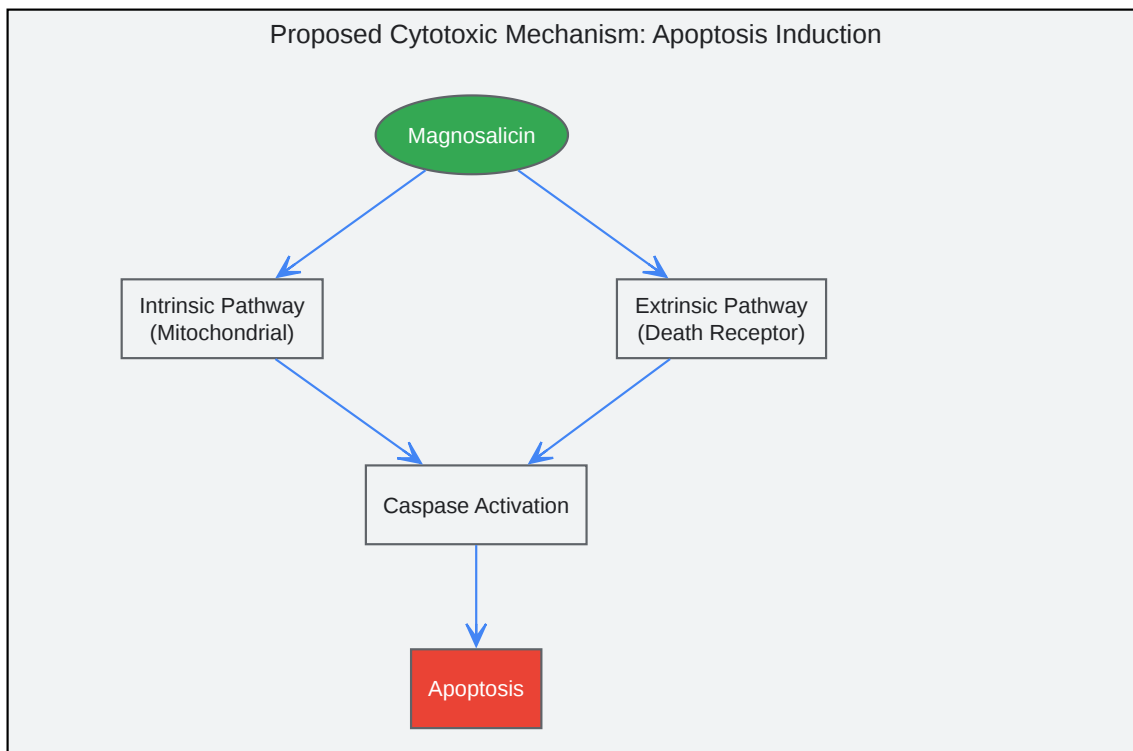 Proposed Cytotoxic Mechanism: Apoptosis Induction
Magnosalicin
Intrinsic Pathway
(Mitochondrial)
Extrinsic Pathway
(Death Receptor)
Caspase Activation
Apoptosis